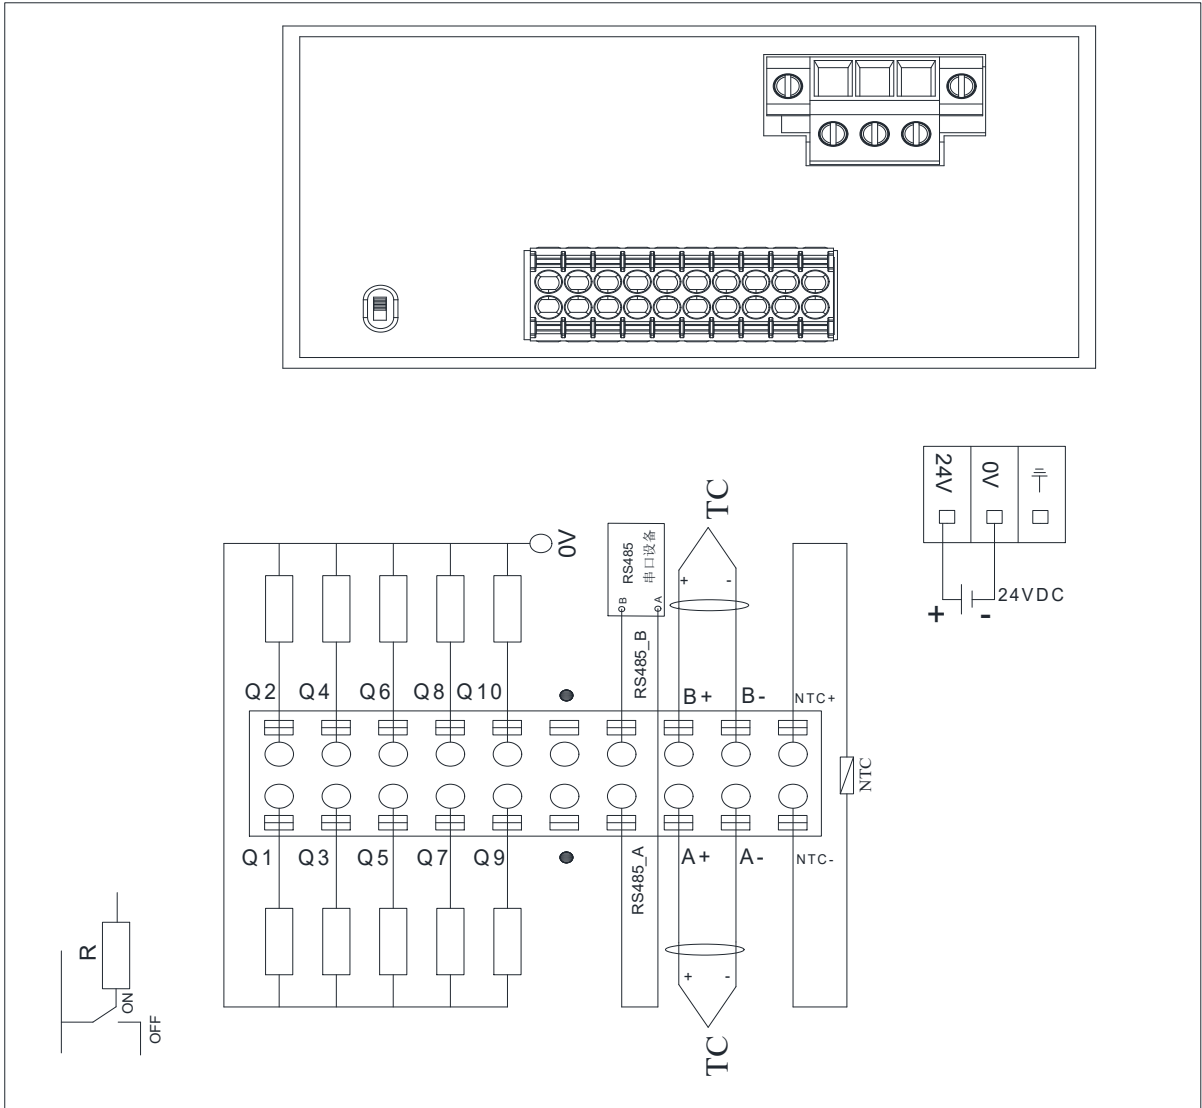 24V
0V
24VDC
+
-
TC
0V
RS485
串口设备
B
A
+
-
RS485_B
Q2
Q4
Q6
Q8
Q10
B+
B-
NTC+
NTC
Q1
Q3
Q5
Q7
Q9
RS485_A
A+
A-
NTC-
+
-
TC
R
ON
OFF